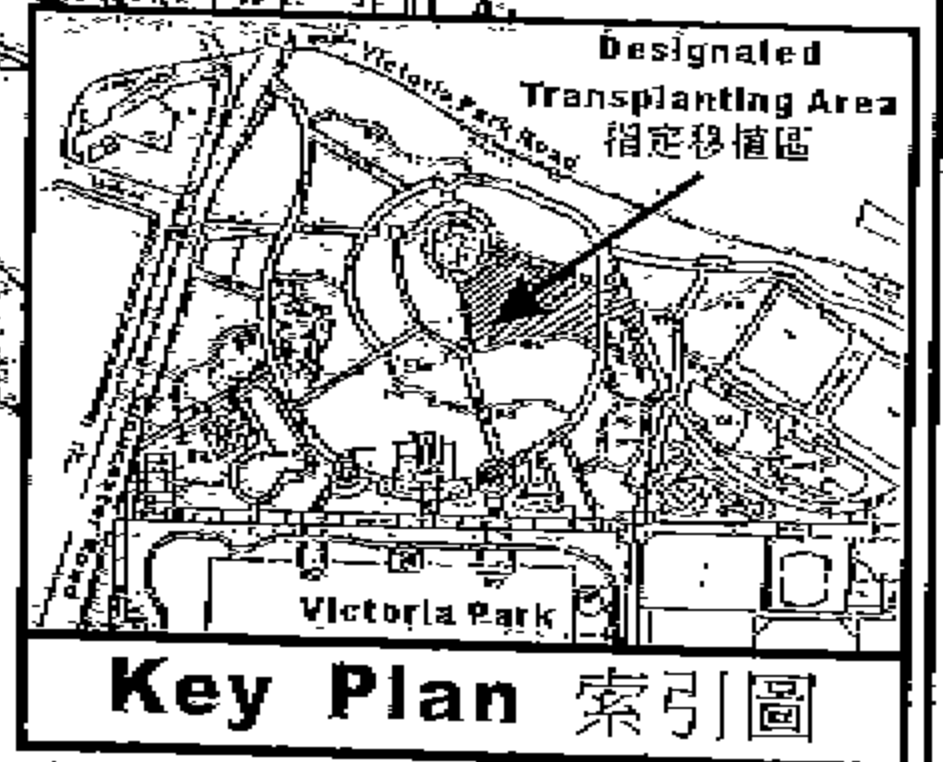 Designated
Transplanting Area
指定移植區
Victoria Park Road
Victoria Park
Key Plan 索引圖